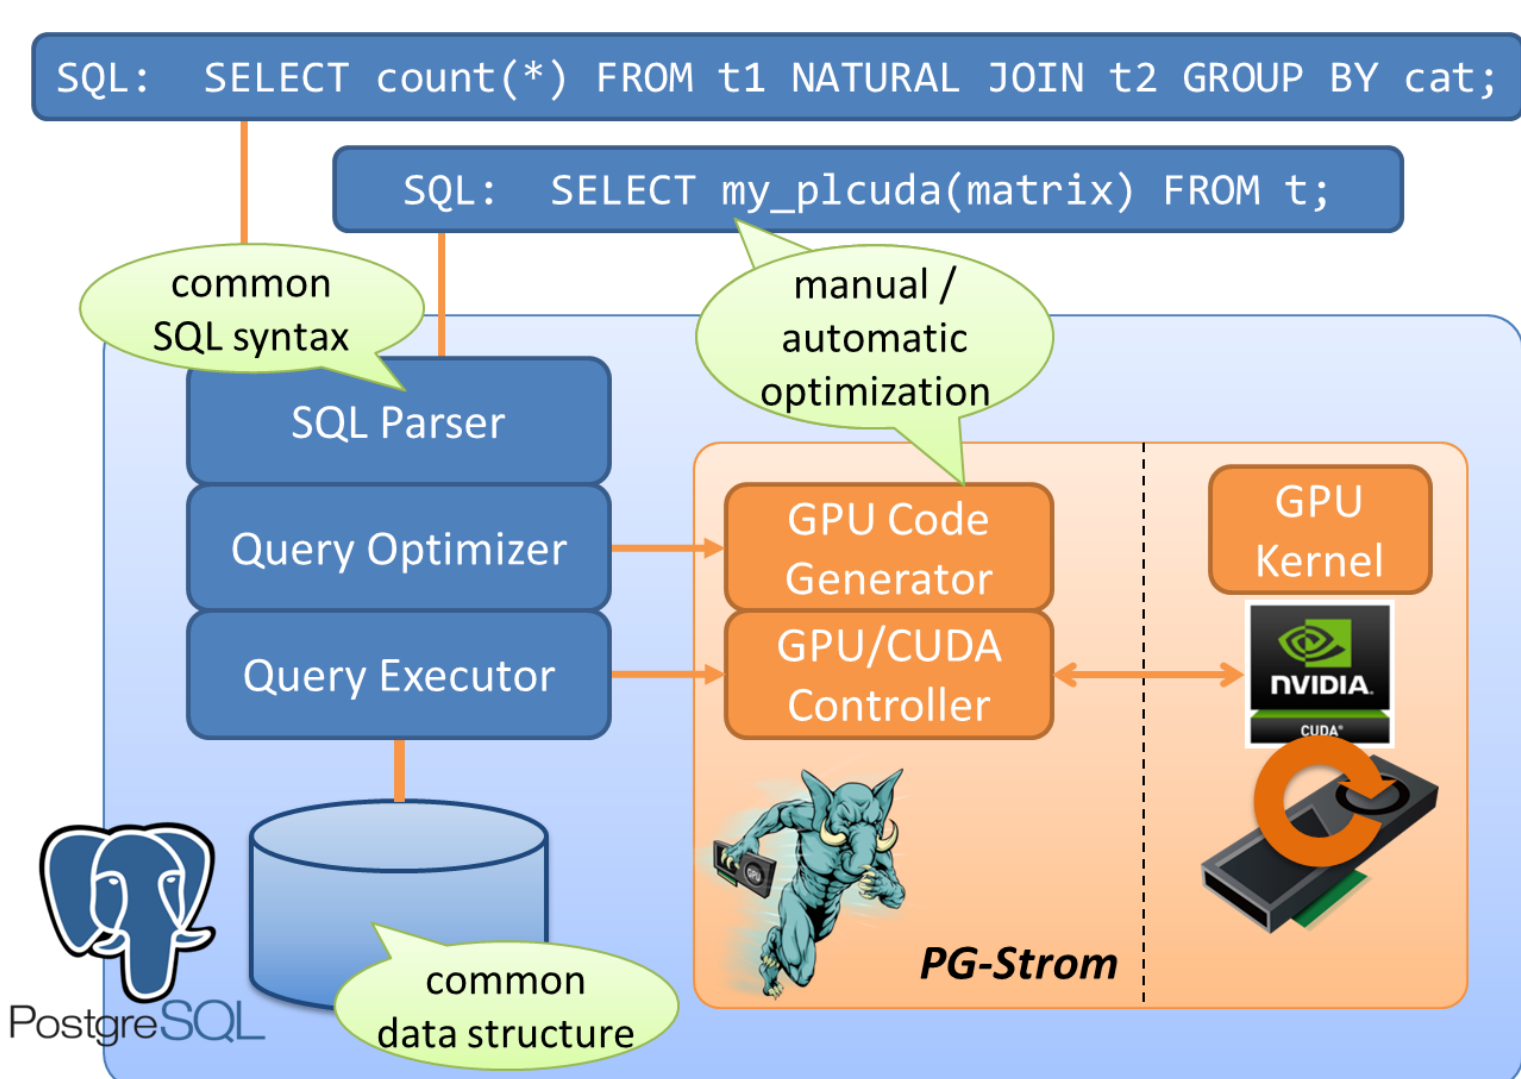 SQL:  SELECT count(*) FROM t1 NATURAL JOIN t2 GROUP BY cat;
SQL:  SELECT my_plcuda(matrix) FROM t;
common
SQL syntax
manual /
automatic
optimization
SQL Parser
Query Optimizer
Query Executor
GPU Code
Generator
GPU/CUDA
Controller
GPU
Kernel
NVIDIA.
CUDA®
GPU
PG-Strom
PostgreSQL
common
data structure